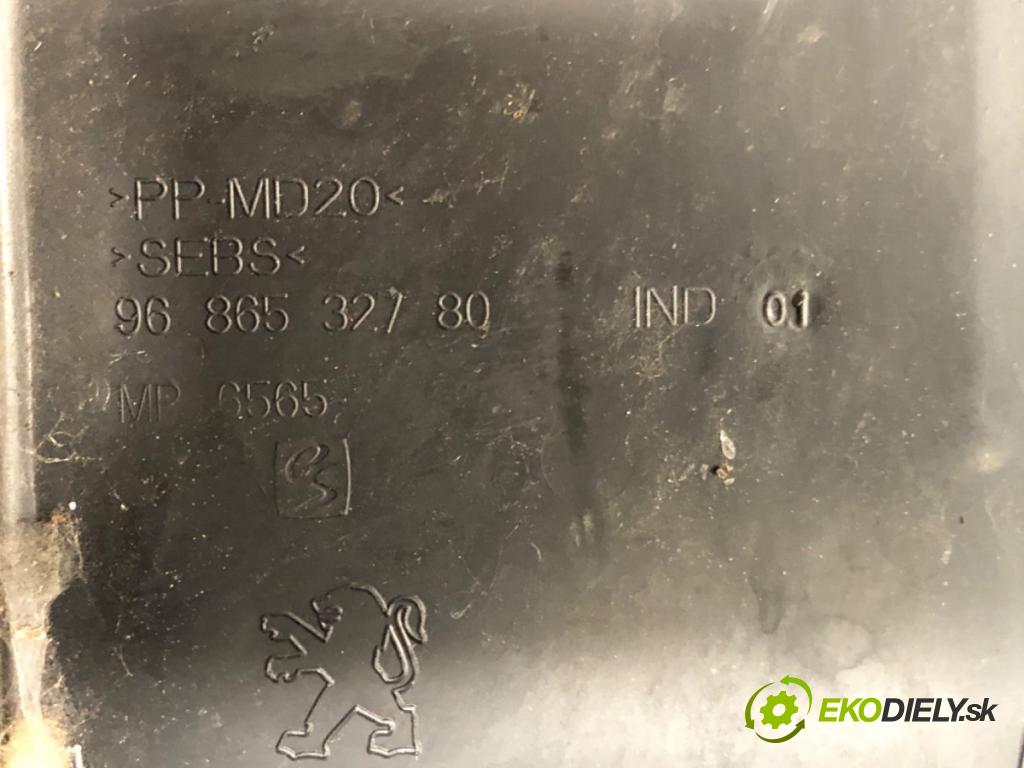 >PP-MD20<
>SEBS<
96 865 327 80 IND 01
MP 6565
EKODIELY.sk